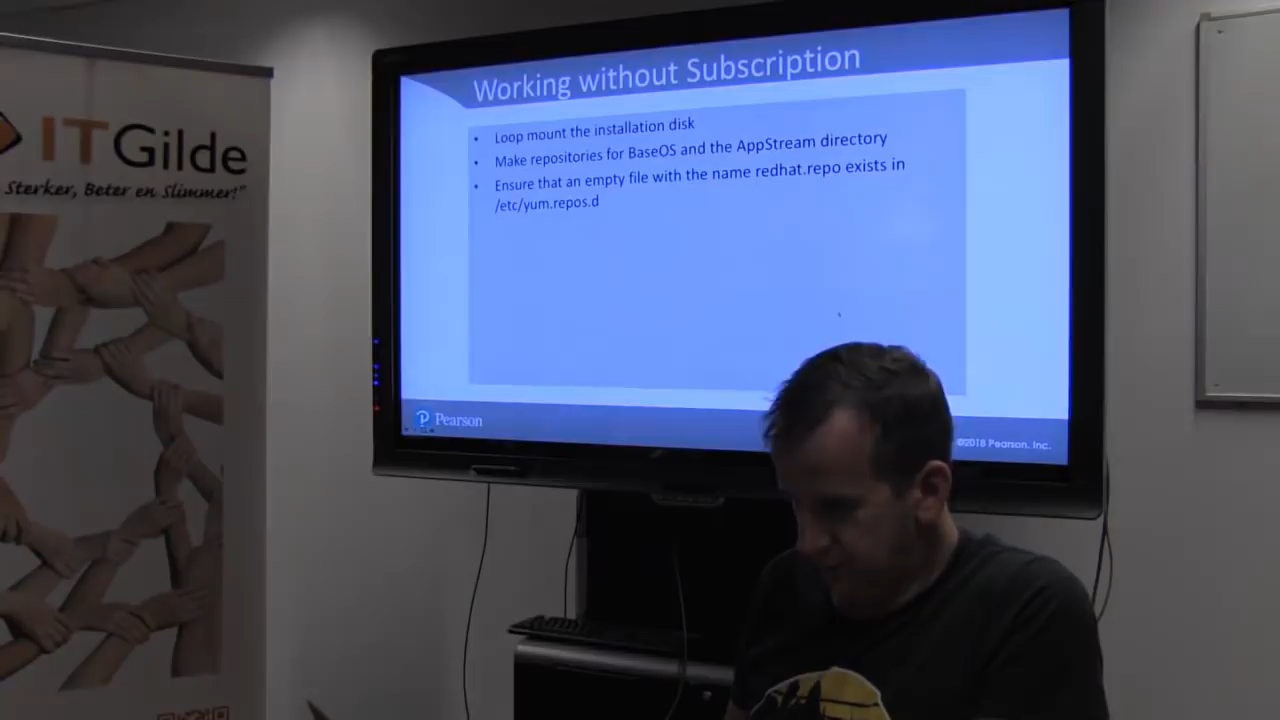 ITGilde
Sterker, Beter en Slimmer!"
Working without Subscription
• Loop mount the installation disk
• Make repositories for BaseOS and the AppStream directory
• Ensure that an empty file with the name redhat.repo exists in
/etc/yum.repos.d
P Pearson
©2018 Pearson, Inc.